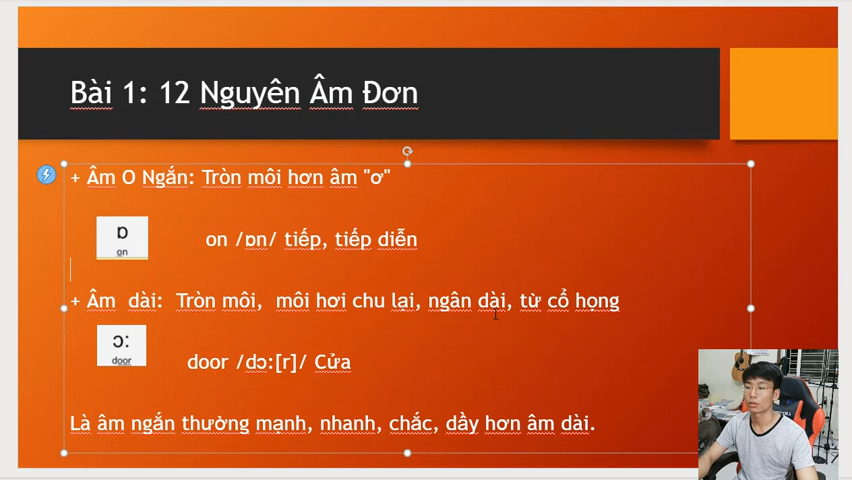 Bài 1: 12 Nguyên Âm Đơn
+ Âm O Ngắn: Tròn môi hơn âm "ơ"
ɒ
on
on /ɒn/ tiếp, tiếp diễn
+ Âm dài: Tròn môi, môi hơi chu lại, ngân dài, từ cổ họng
ɔ:
door
door /dɔ:[r]/ Cửa
Là âm ngắn thường mạnh, nhanh, chắc, dầy hơn âm dài.